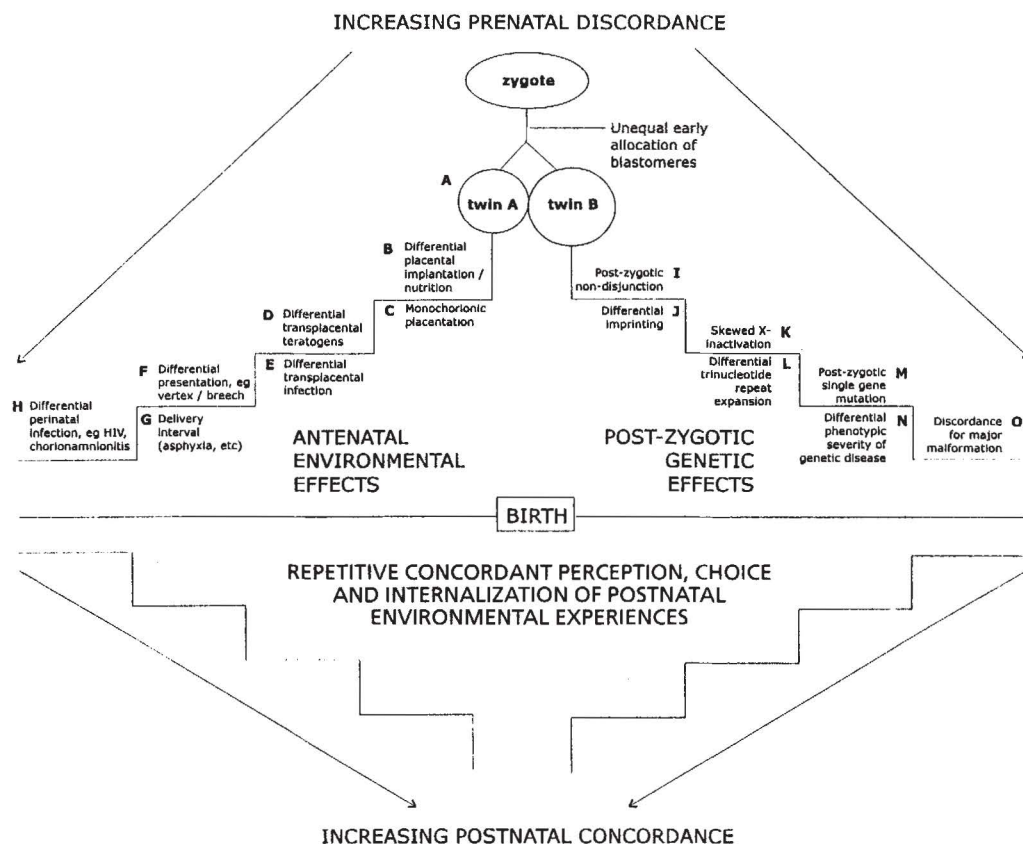 INCREASING PRENATAL DISCORDANCE
zygote
Unequal early
allocation of
blastomeres
A
twin A
twin B
B Differential
placental
implantation /
nutrition
C Monochorionic
placentation
D Differential
transplacental
teratogens
E Differential
transplacental
infection
F Differential
presentation, eg
vertex / breech
G Delivery
interval
(asphyxia, etc)
H Differential
perinatal
infection, eg HIV,
chorionamnionitis
Post-zygotic I
non-disjunction
Differential J
imprinting
Skewed X- K
inactivation
Differential L
trinucleotide
repeat
expansion
Post-zygotic M
single gene
mutation
Differential N
phenotypic
severity of
genetic disease
Discordance O
for major
malformation
ANTENATAL
ENVIRONMENTAL
EFFECTS
POST-ZYGOTIC
GENETIC
EFFECTS
BIRTH
REPETITIVE CONCORDANT PERCEPTION, CHOICE
AND INTERNALIZATION OF POSTNATAL
ENVIRONMENTAL EXPERIENCES
INCREASING POSTNATAL CONCORDANCE